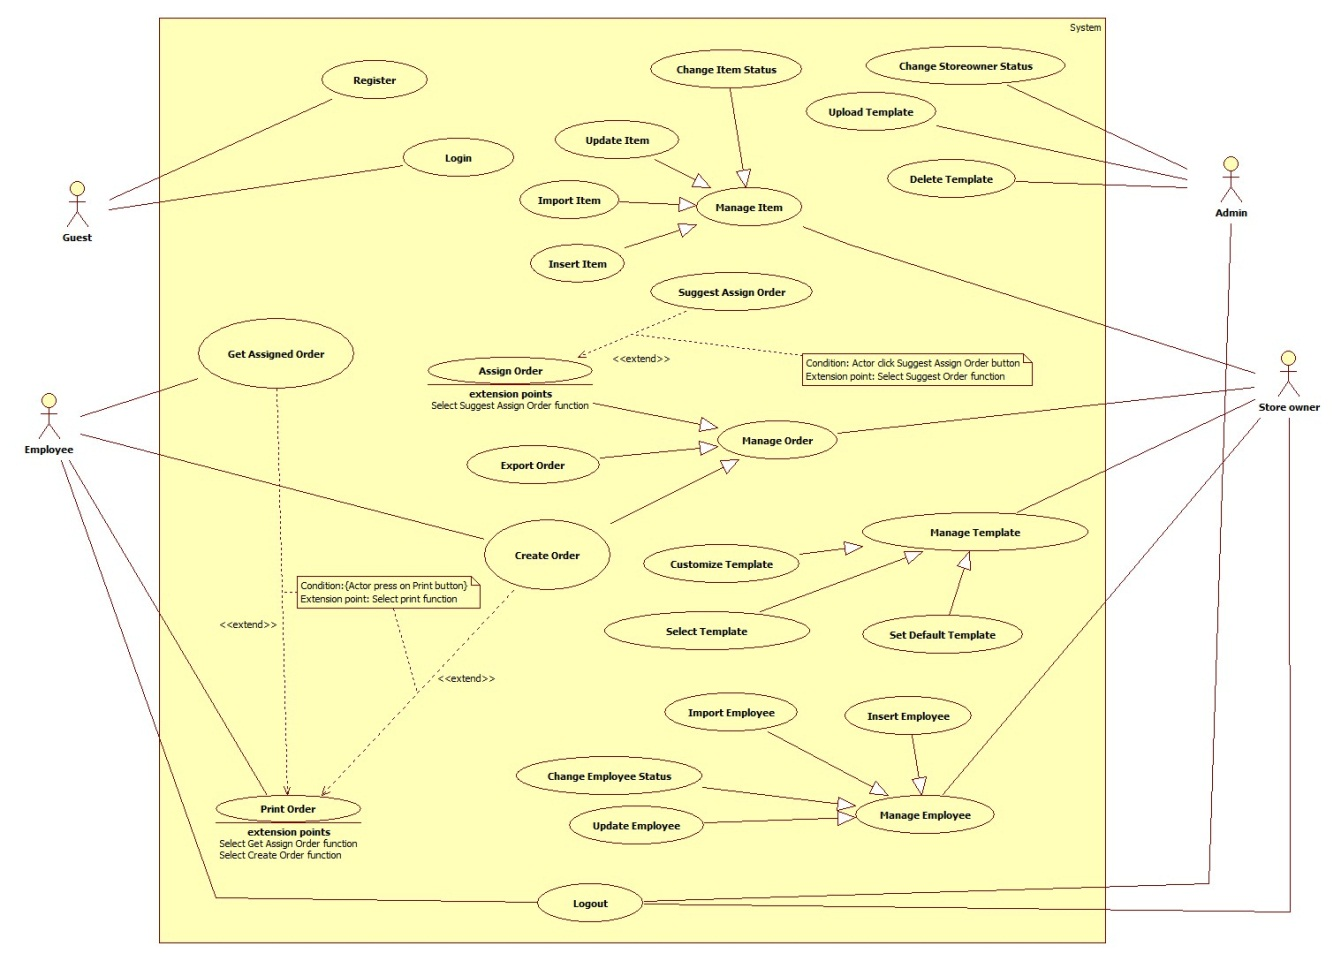 System
Change Item Status
Change Storeowner Status
Register
Upload Template
Update Item
Login
Delete Template
Import Item
Manage Item
Admin
Guest
Insert Item
Suggest Assign Order
Get Assigned Order
<<extend>>
Condition: Actor click Suggest Assign Order button
Extension point: Select Suggest Order function
Assign Order
extension points
Select Suggest Assign Order function
Store owner
Employee
Manage Order
Export Order
Create Order
Manage Template
Customize Template
Condition:{Actor press on Print button}
Extension point: Select print function
<<extend>>
Select Template
Set Default Template
<<extend>>
Import Employee
Insert Employee
Change Employee Status
Print Order
extension points
Select Get Assign Order function
Select Create Order function
Update Employee
Manage Employee
Logout